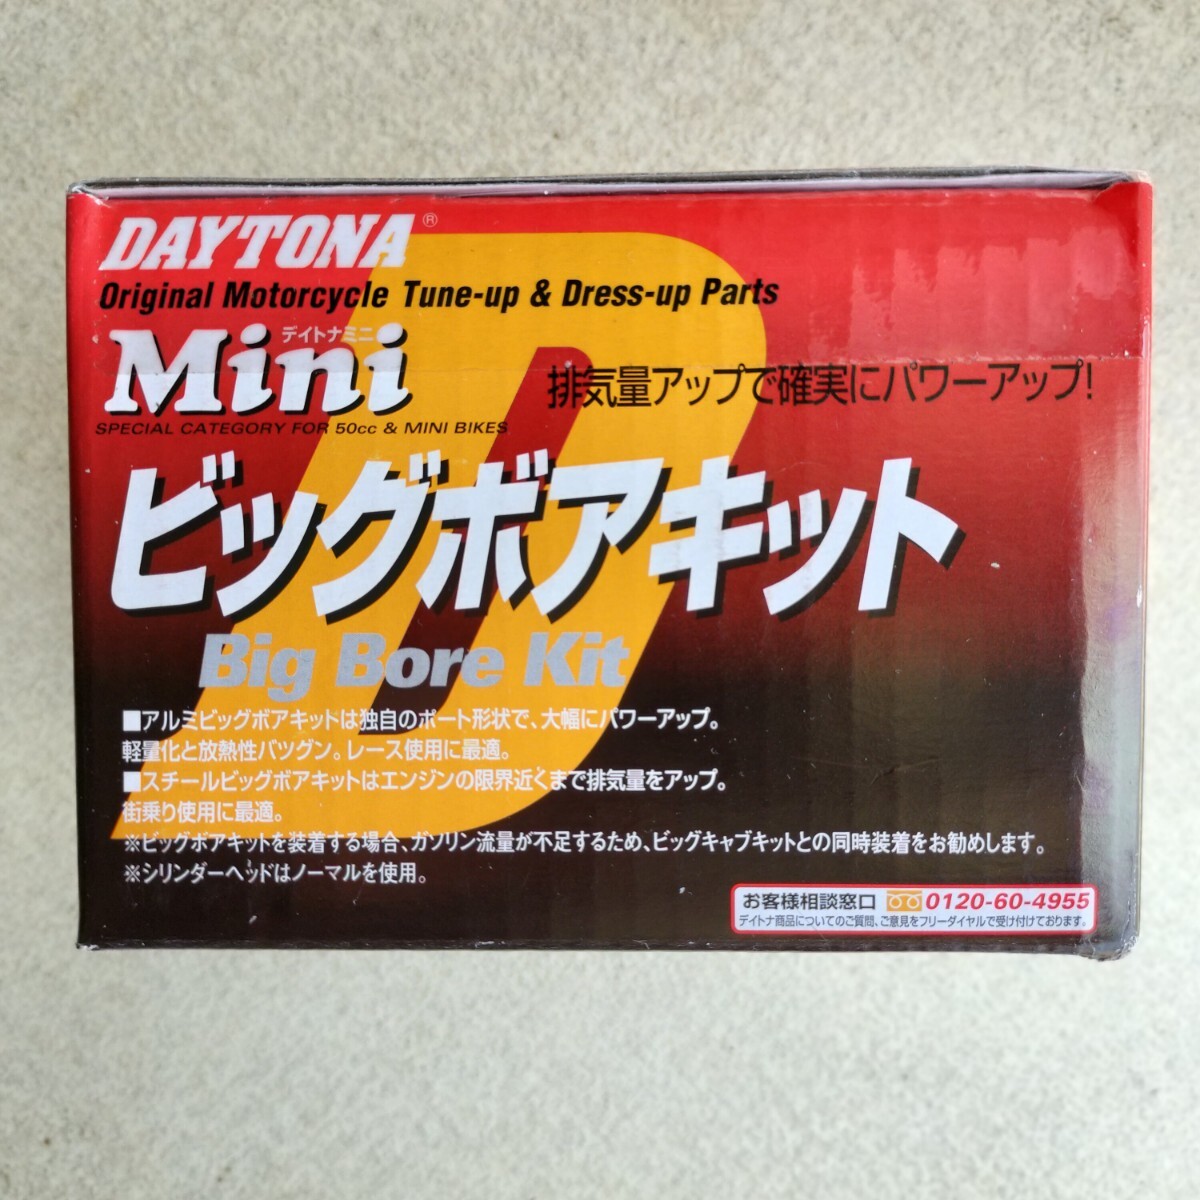 DAYTONA®
Original Motorcycle Tune-up & Dress-up Parts
デイトナミニ
Mini
SPECIAL CATEGORY FOR 50cc & MINI BIKES
排気量アップで確実にパワーアップ!
ビッグボアキット
Big Bore Kit
■アルミビッグボアキッドは独自のポート形状で、大幅にパワーアップ。
軽量化と放熱性バツグン。レース使用に最適。
■スチールビッグボアキットはエンジンの限界近くまで排気量をアップ。
街乗り使用に最適。
※ビッグボアキットを装着する場合、ガソリン流量が不足するため、ビッグキャブキットとの同時装着をお勧めします。
※シリンダーヘッドはノーマルを使用。
お客様相談窓口 0120-60-4955
デイトナ商品についてのご質問、ご意見をフリーダイヤルで受け付けております。